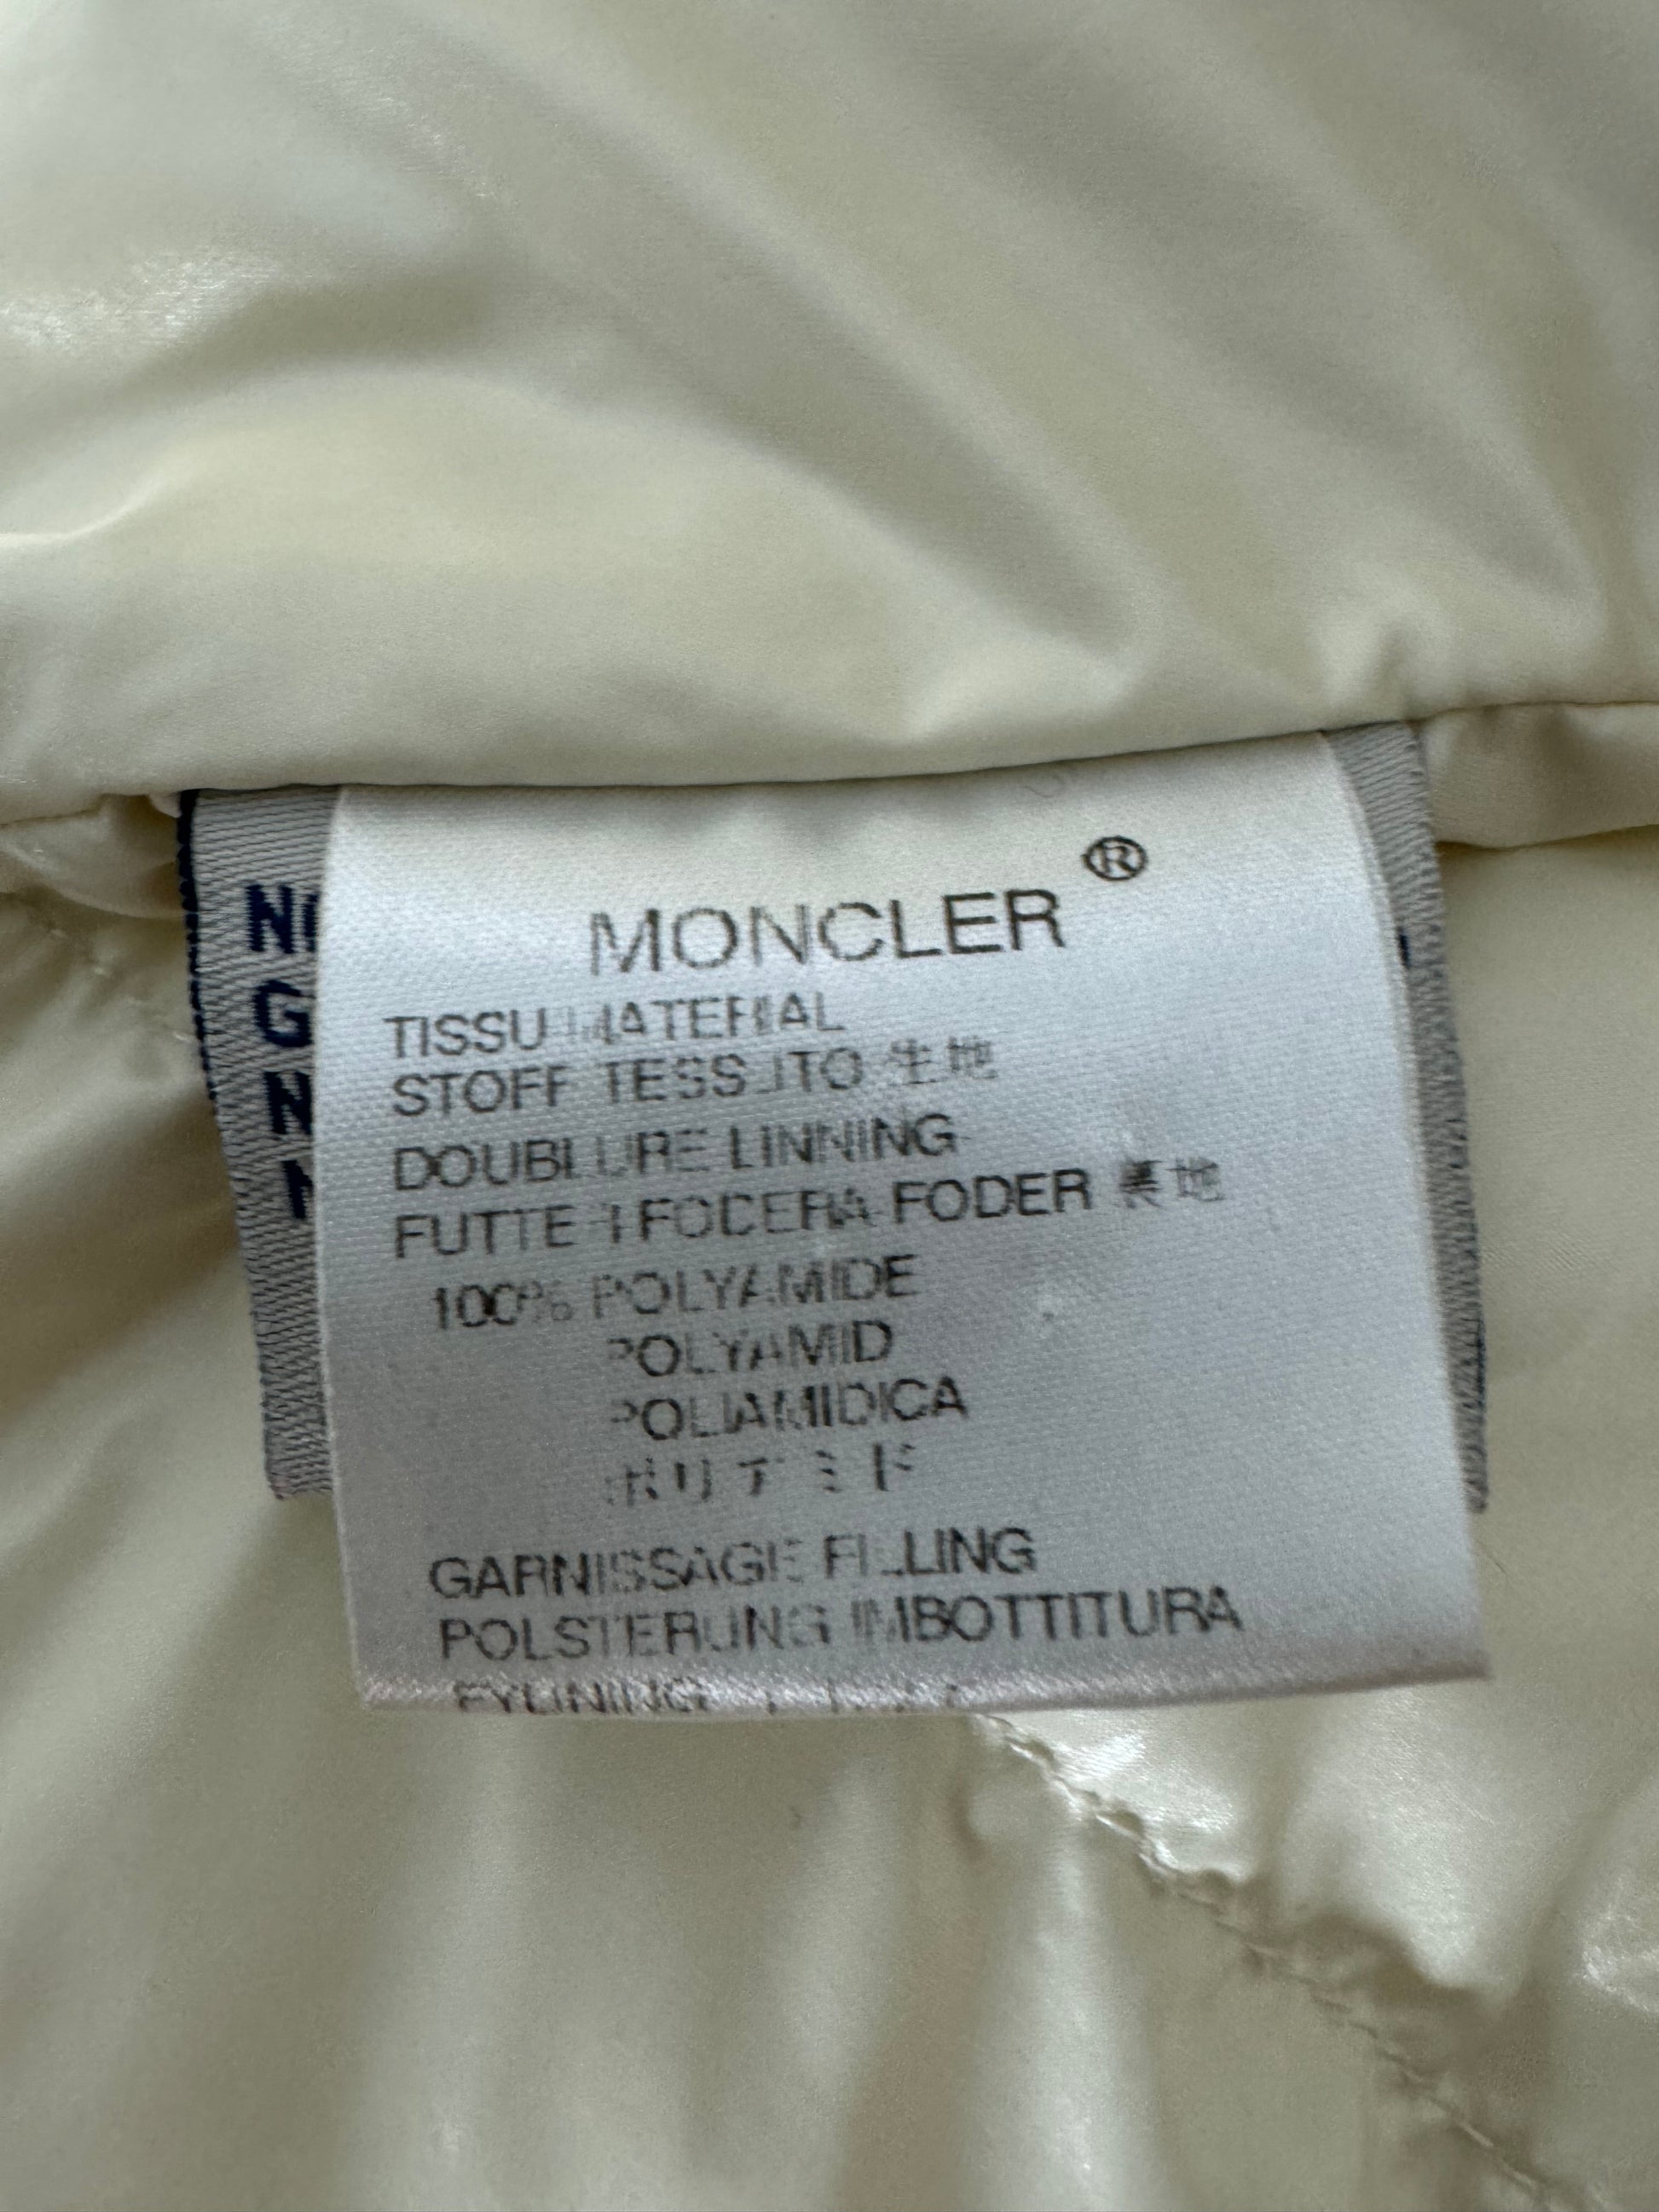 MONCLER®
TISSU MATERIAL
STOFF TESSUTO 生地
DOUBLURE LINNING
FUTTER FODERA FODER 裏地
100% POLYAMIDE
POLYAMID
POLIAMIDICA
ポリアミド
GARNISSAGE FILLING
POLSTERUNG IMBOTTITURA
FYLINING
G
N